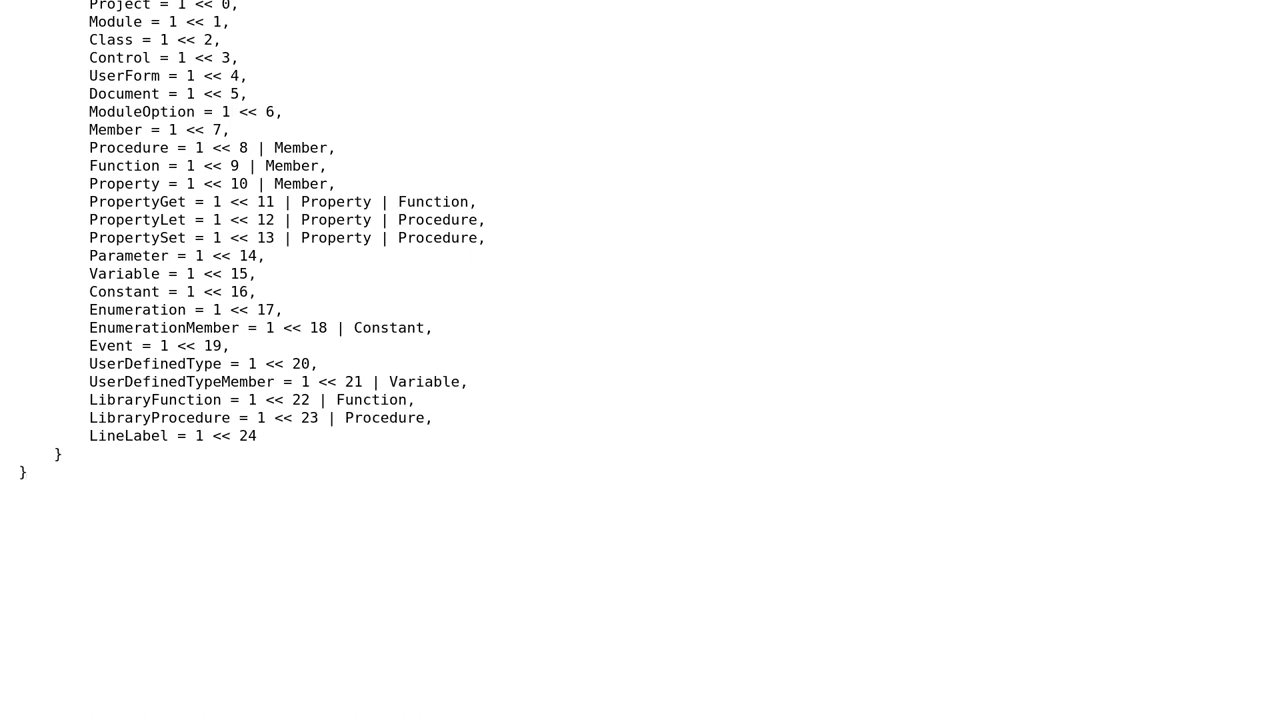 Project = 1 << 0,
Module = 1 << 1,
Class = 1 << 2,
Control = 1 << 3,
UserForm = 1 << 4,
Document = 1 << 5,
ModuleOption = 1 << 6,
Member = 1 << 7,
Procedure = 1 << 8 | Member,
Function = 1 << 9 | Member,
Property = 1 << 10 | Member,
PropertyGet = 1 << 11 | Property | Function,
PropertyLet = 1 << 12 | Property | Procedure,
PropertySet = 1 << 13 | Property | Procedure,
Parameter = 1 << 14,
Variable = 1 << 15,
Constant = 1 << 16,
Enumeration = 1 << 17,
EnumerationMember = 1 << 18 | Constant,
Event = 1 << 19,
UserDefinedType = 1 << 20,
UserDefinedTypeMember = 1 << 21 | Variable,
LibraryFunction = 1 << 22 | Function,
LibraryProcedure = 1 << 23 | Procedure,
LineLabel = 1 << 24
}
}